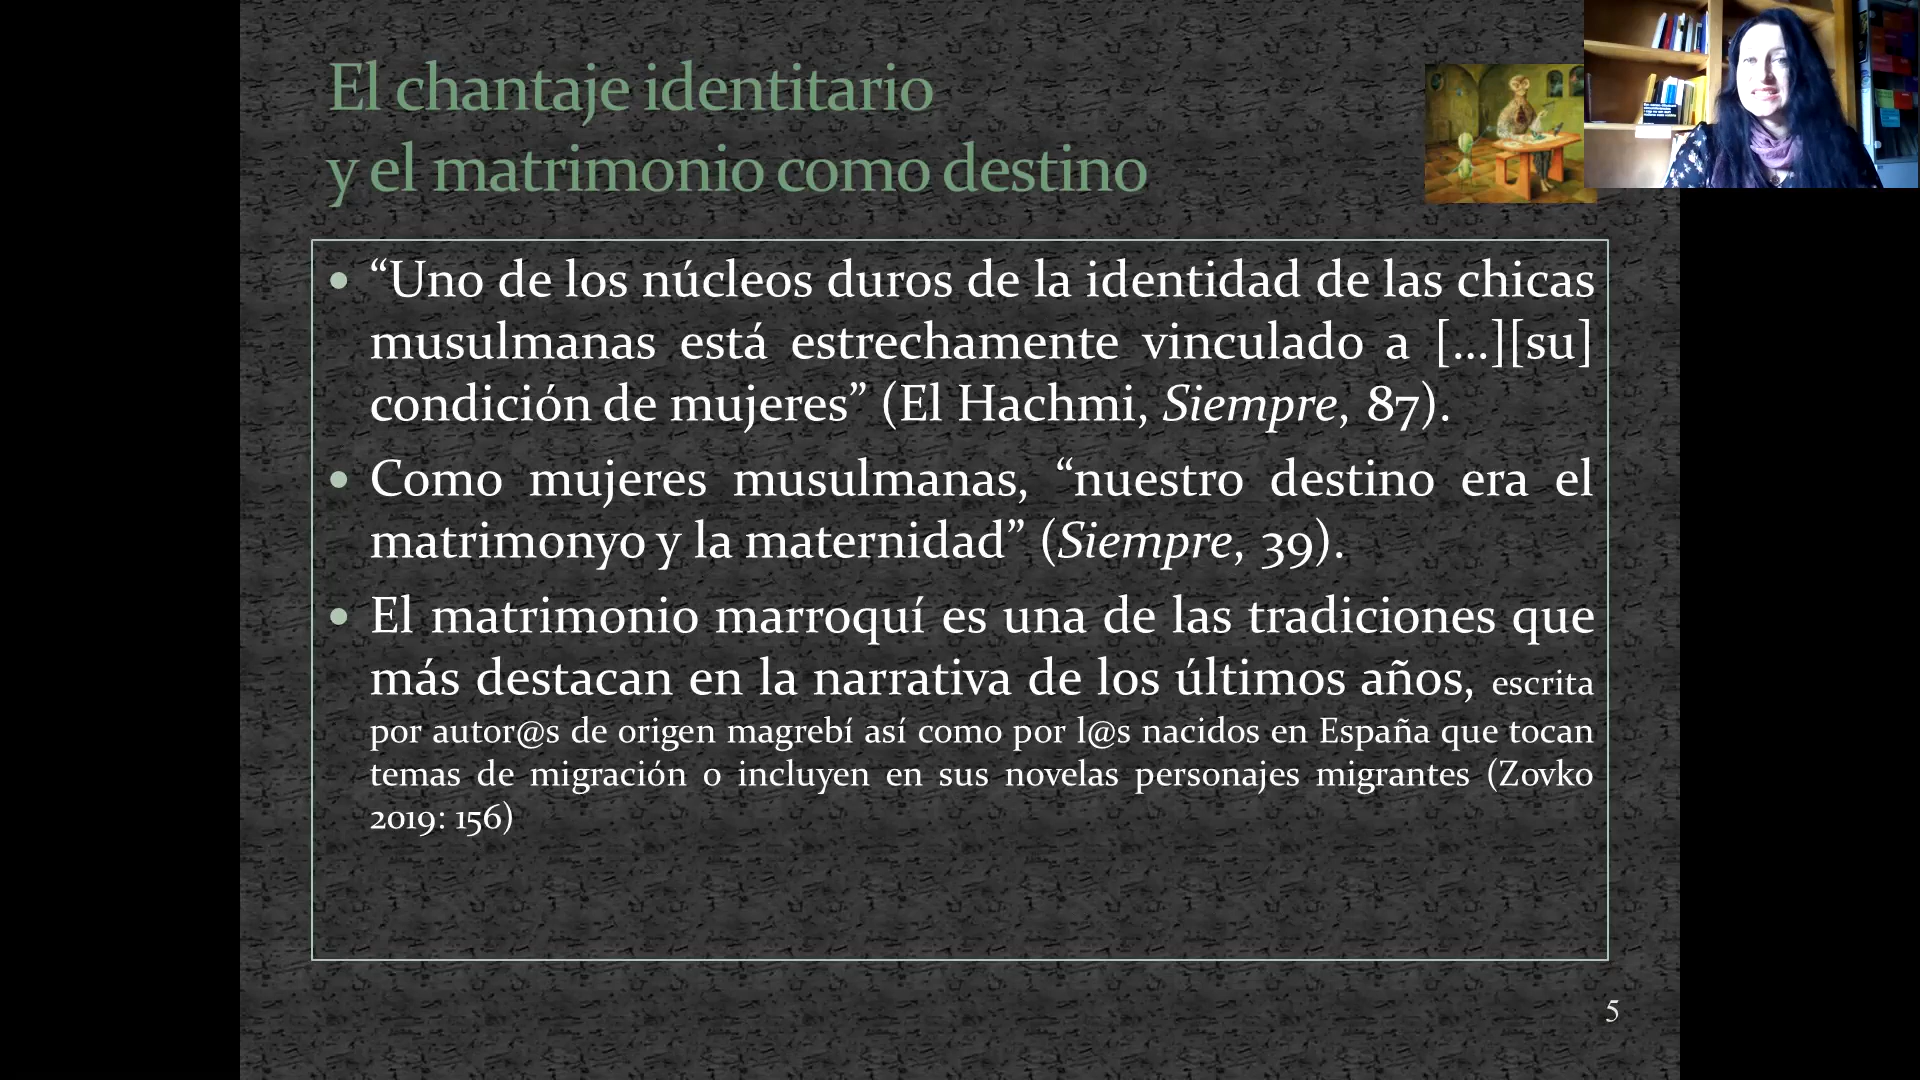 El chantaje identitario
y el matrimonio como destino
• “Uno de los núcleos duros de la identidad de las chicas
musulmanas está estrechamente vinculado a [...][su]
condición de mujeres” (El Hachmi, Siempre, 87).
• Como mujeres musulmanas, “nuestro destino era el
matrimonyo y la maternidad” (Siempre, 39).
• El matrimonio marroquí es una de las tradiciones que
más destacan en la narrativa de los últimos años, escrita
por autor@s de origen magrebí así como por l@s nacidos en España que tocan
temas de migración o incluyen en sus novelas personajes migrantes (Zovko
2019: 156)
5